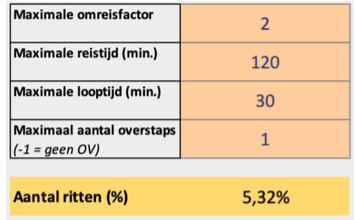 Maximale omreisfactor 2
Maximale reistijd (min.) 120
Maximale looptijd (min.) 30
Maximaal aantal overstaps 1
(-1 = geen OV)
Aantal ritten (%) 5,32%